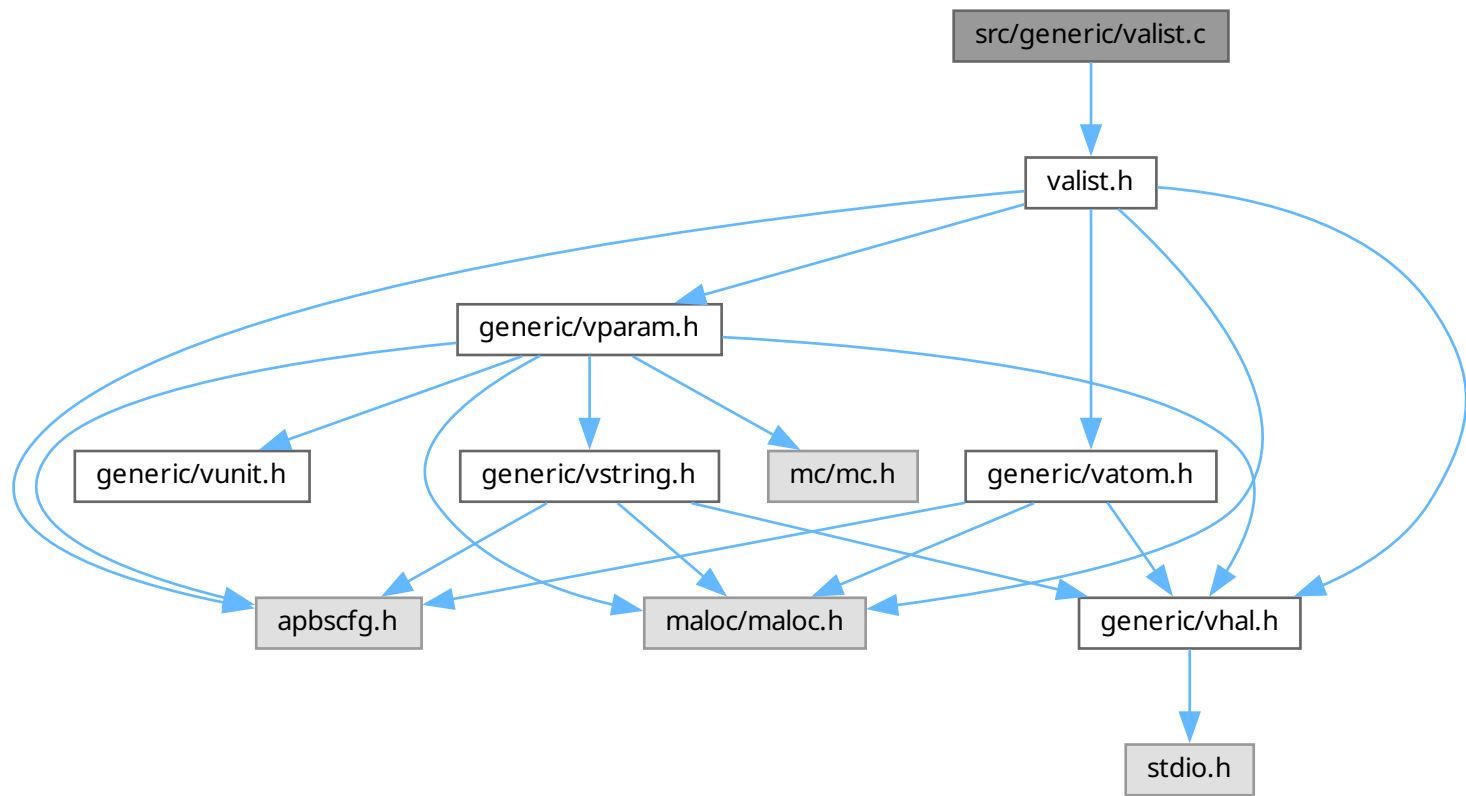 src/generic/valist.c
valist.h
generic/vparam.h
generic/vunit.h
generic/vstring.h
mc/mc.h
generic/vatom.h
apbscfg.h
maloc/maloc.h
generic/vhal.h
stdio.h